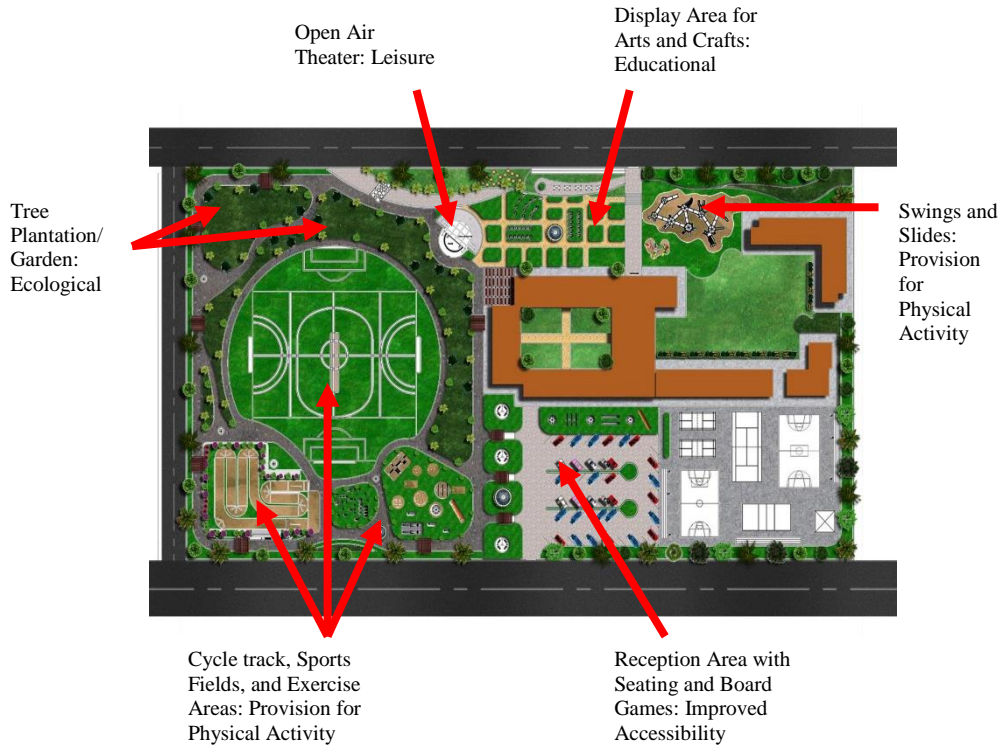 Open Air
Theater: Leisure
Display Area for
Arts and Crafts:
Educational
Tree
Plantation/
Garden:
Ecological
Swings and
Slides:
Provision
for
Physical
Activity
Cycle track, Sports
Fields, and Exercise
Areas: Provision for
Physical Activity
Reception Area with
Seating and Board
Games: Improved
Accessibility